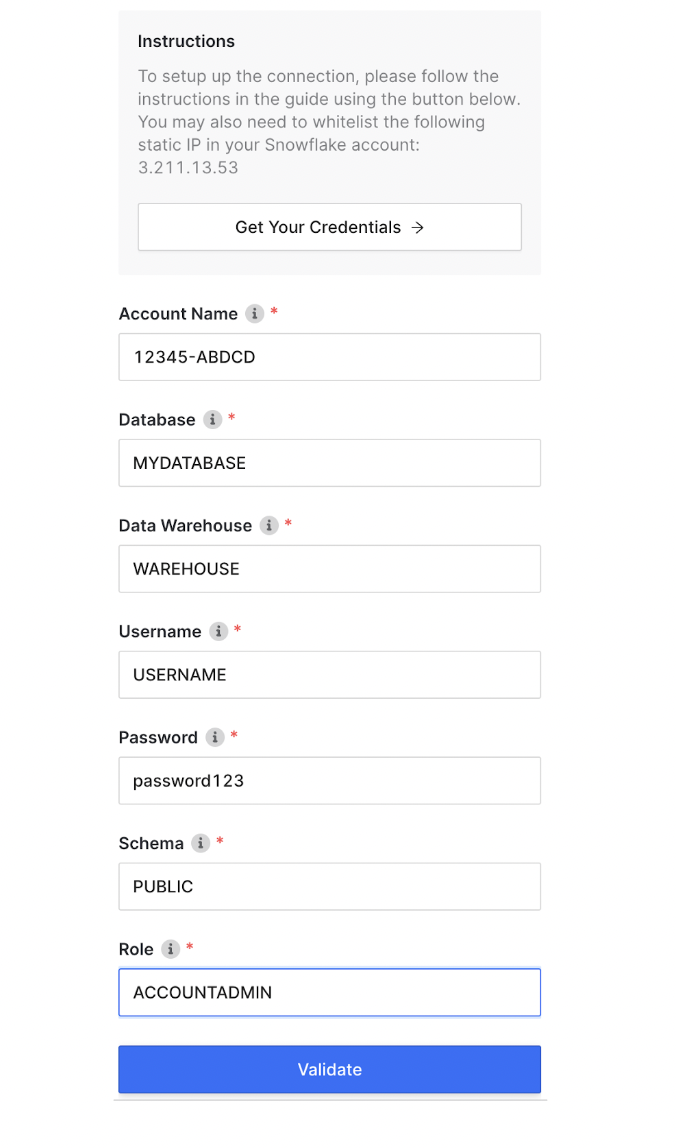 Instructions
To setup up the connection, please follow the
instructions in the guide using the button below.
You may also need to whitelist the following
static IP in your Snowflake account:
3.211.13.53
Get Your Credentials →
Account Name i *
12345-ABDCD
Database i *
MYDATABASE
Data Warehouse i *
WAREHOUSE
Username i *
USERNAME
Password i *
password123
Schema i *
PUBLIC
Role i *
ACCOUNTADMIN
Validate